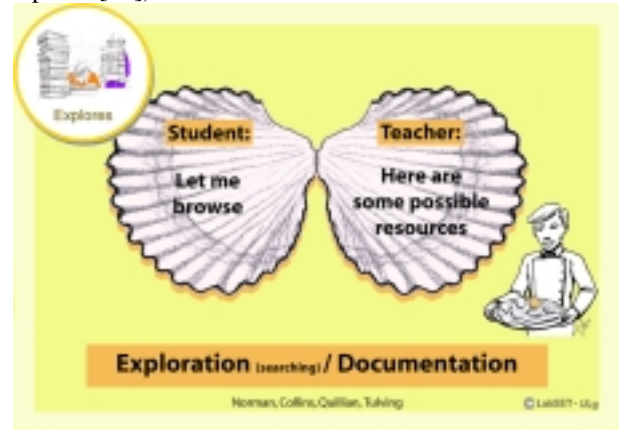 Explores
Student:
Let me
browse
Teacher:
Here are
some possible
resources
Exploration (searching) / Documentation
Norman, Collins, Quillian, Tulving
© LabSET - ULg